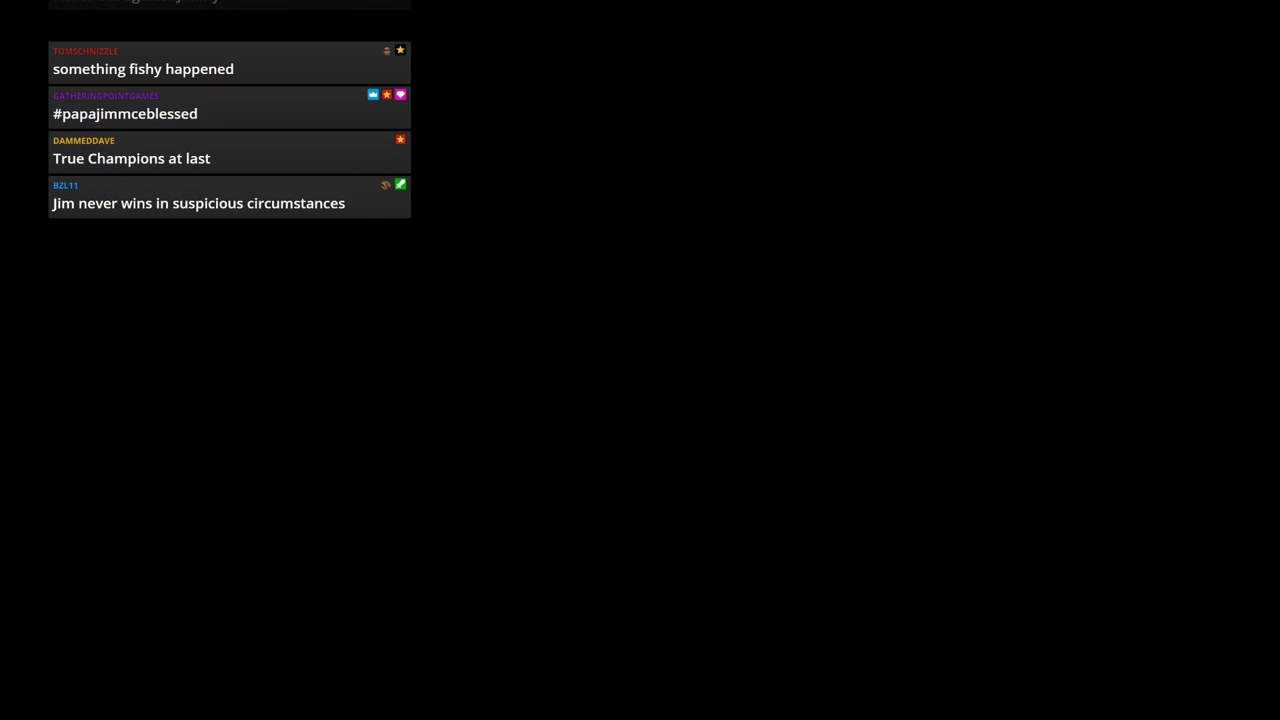 TOMSCHNIZZLE
something fishy happened
GATHERINGPOINTGAMES
#papajimmceblessed
DAMMEDDAVE
True Champions at last
BZL11
Jim never wins in suspicious circumstances